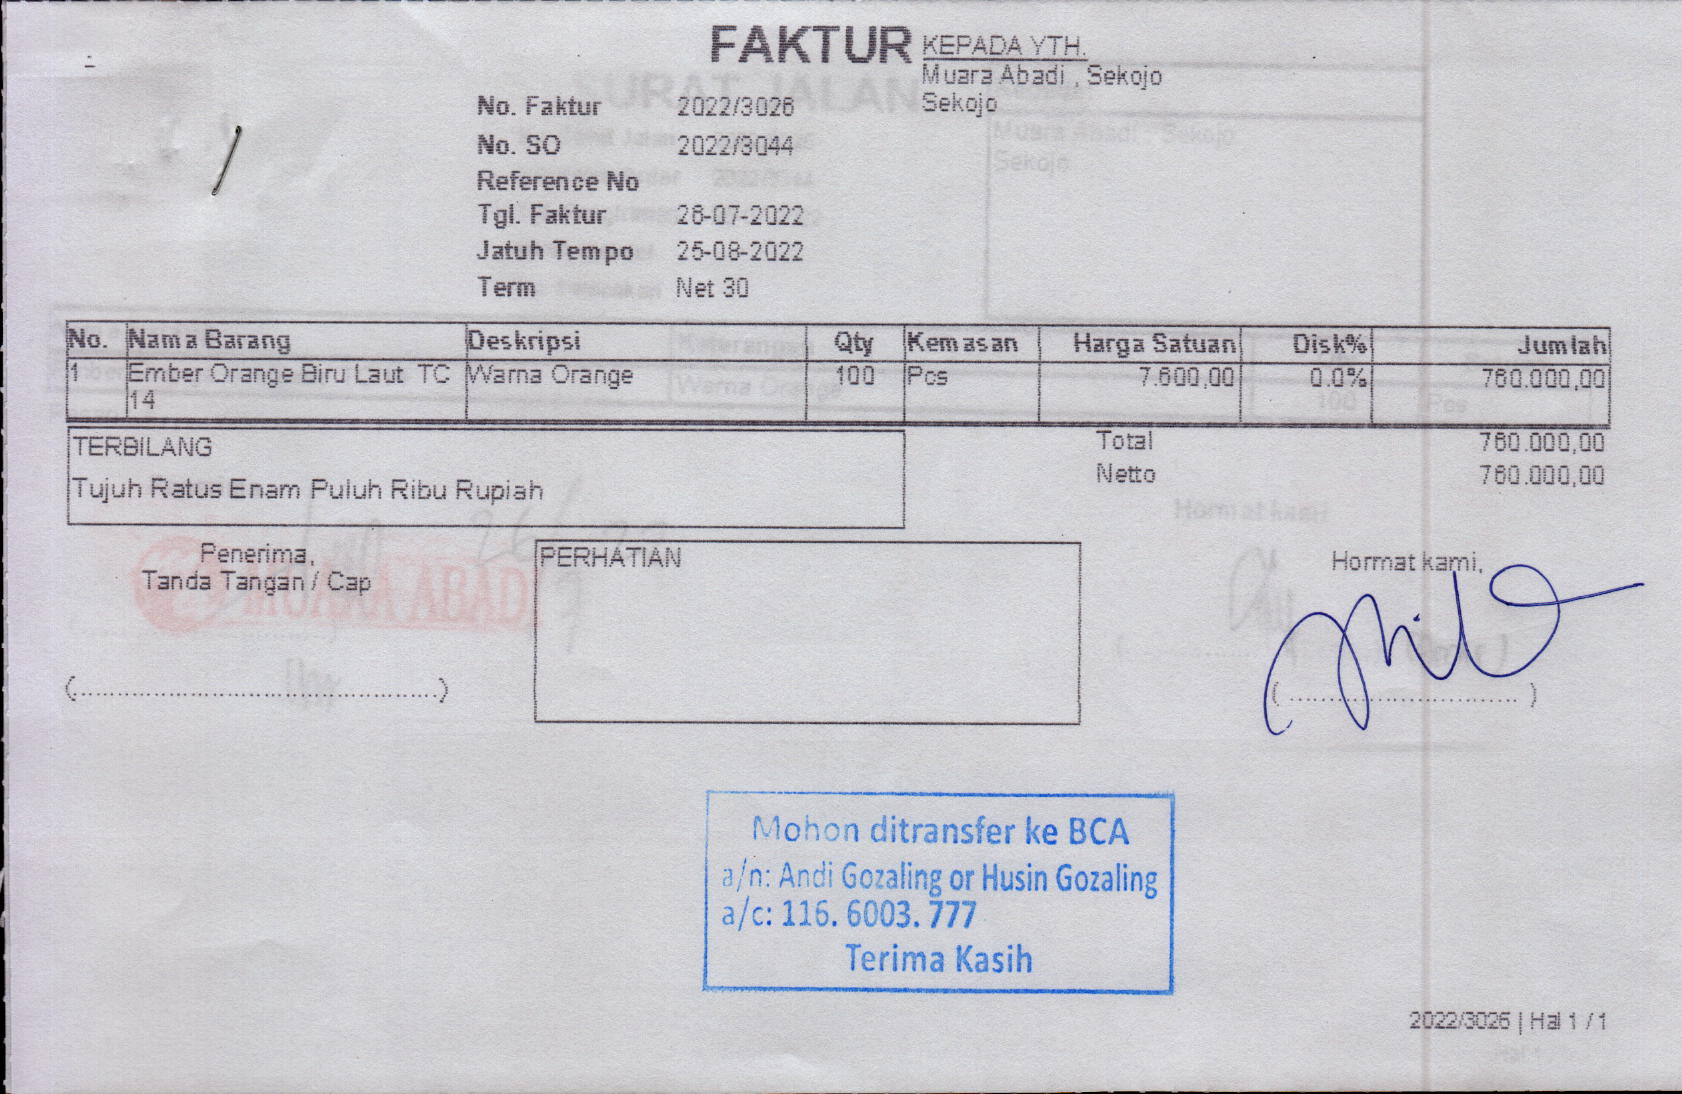 FAKTUR
KEPADA YTH.
Muara Abadi , Sekojo
Sekojo
No. Faktur 2022/3026
No. SO 2022/3044
Reference No
Tgl. Faktur 26-07-2022
Jatuh Tempo 25-08-2022
Term Net 30
No. Nama Barang Deskripsi Qty Kemasan Harga Satuan Disk% Jumlah
1 Ember Orange Biru Laut TC Warna Orange 100 Pcs 7.600,00 0.0% 760.000,00
14
TERBILANG
Tujuh Ratus Enam Puluh Ribu Rupiah
Total 760.000,00
Netto 760.000,00
Penerima,
Tanda Tangan / Cap
(..........................................)
PERHATIAN
Hormat kami,
( ............................. )
Mohon ditransfer ke BCA
a/n: Andi Gozaling or Husin Gozaling
a/c: 116. 6003. 777
Terima Kasih
2022/3026 | Hal 1 / 1